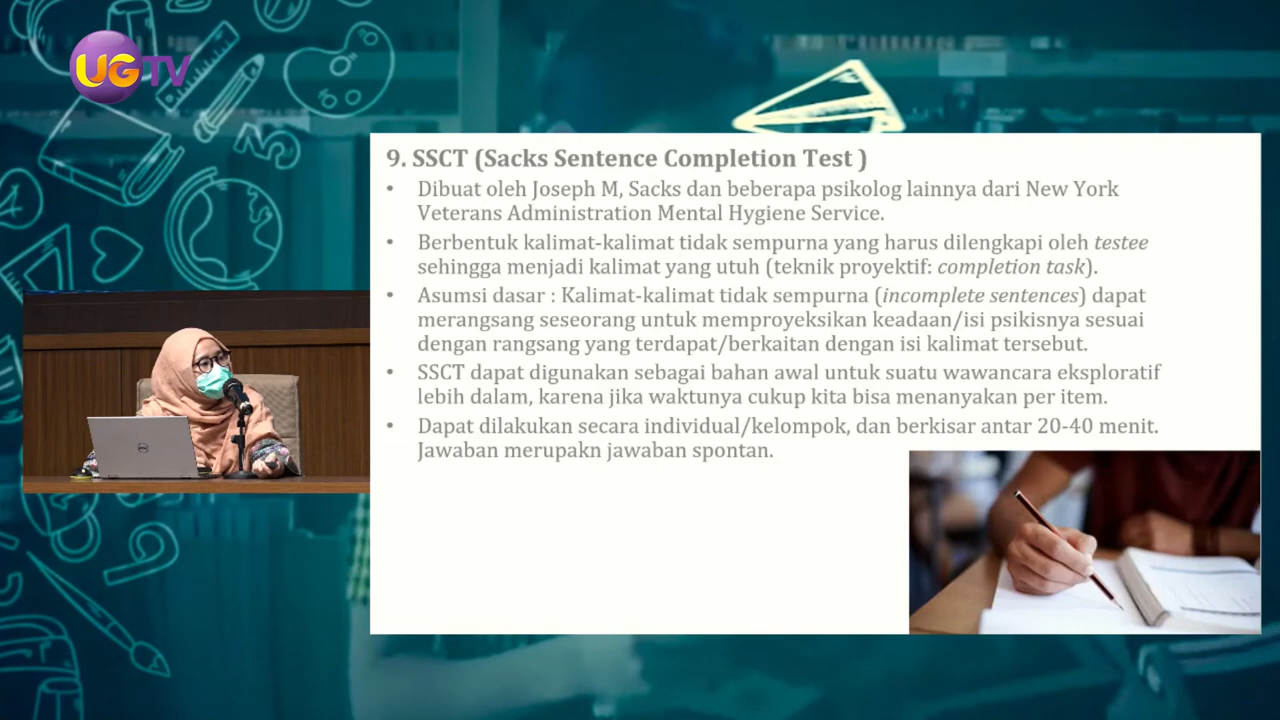 UGTV
9. SSCT (Sacks Sentence Completion Test )
• Dibuat oleh Joseph M, Sacks dan beberapa psikolog lainnya dari New York
Veterans Administration Mental Hygiene Service.
• Berbentuk kalimat-kalimat tidak sempurna yang harus dilengkapi oleh testee
sehingga menjadi kalimat yang utuh (teknik proyektif: completion task).
• Asumsi dasar : Kalimat-kalimat tidak sempurna (incomplete sentences) dapat
merangsang seseorang untuk memproyeksikan keadaan/isi psikisnya sesuai
dengan rangsang yang terdapat/berkaitan dengan isi kalimat tersebut.
• SSCT dapat digunakan sebagai bahan awal untuk suatu wawancara eksploratif
lebih dalam, karena jika waktunya cukup kita bisa menanyakan per item.
• Dapat dilakukan secara individual/kelompok, dan berkisar antar 20-40 menit.
Jawaban merupakn jawaban spontan.